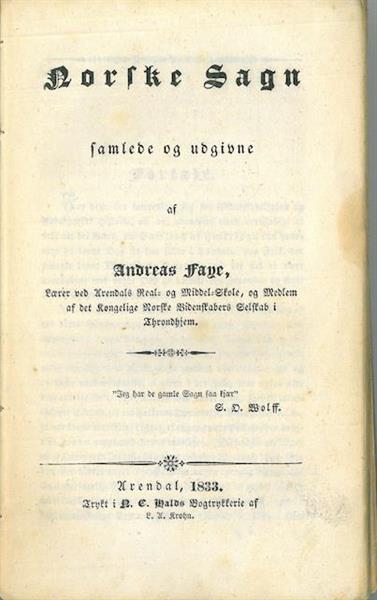 Norske Sagn
samlede og udgivne
af
Andreas Faye,
Lærer ved Arendals Real- og Middel-Skole, og Medlem
af det Kongelige Norske Videnskabers Selskab i
Throndhjem.
"Jeg har de gamle Sagn saa kjær"
S. O. Wolff.
Arendal, 1833.
Trykt i N. C. Halds Bogtrykkerie af
L. A. Krohn.